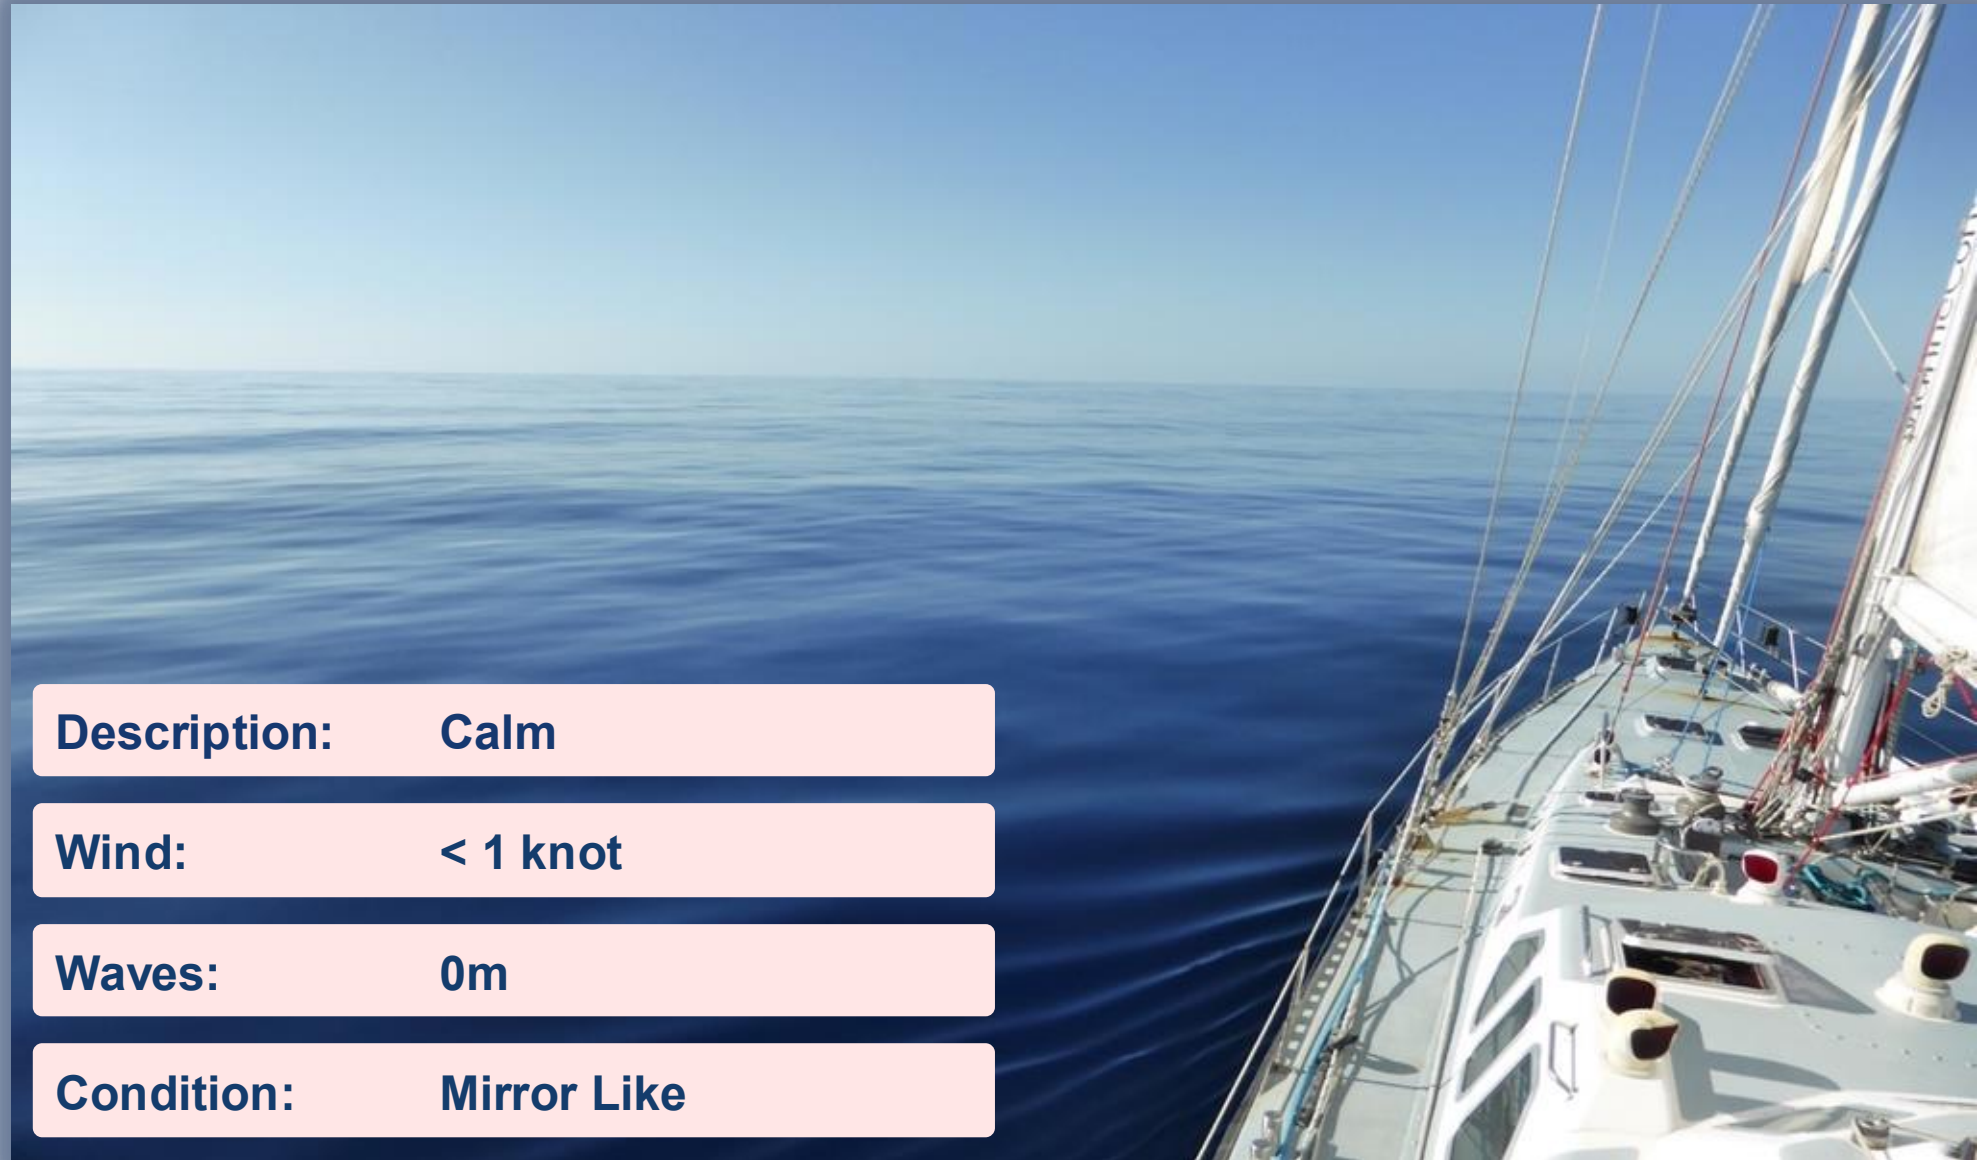 Description: Calm
Wind: < 1 knot
Waves: 0m
Condition: Mirror Like